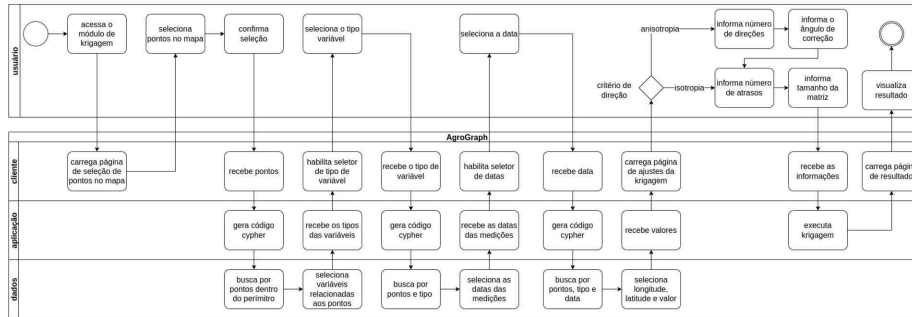 usuário
acessa o
módulo de
krigagem
seleciona
pontos no mapa
confirma
seleção
seleciona o tipo
variável
seleciona a data
critério de
direção
anisotropia
isotropia
informa número
de direções
informa o
ângulo de
correção
informa número
de atrasos
informa
tamanho da
matriz
visualiza
resultado
AgroGraph
cliente
carrega página
de seleção de
pontos no mapa
recebe pontos
habilita seletor
de tipo de
variável
recebe o tipo de
variável
habilita seletor
de datas
recebe data
carrega página
de ajustes da
krigagem
recebe as
informações
carrega página
de resultado
aplicação
gera código
cypher
recebe os tipos
das variáveis
gera código
cypher
recebe as datas
das medições
gera código
cypher
recebe valores
executa
krigagem
dados
busca por
pontos dentro
do perímitro
seleciona
variáveis
relacionadas
aos pontos
busca por
pontos e tipo
seleciona as
datas das
medições
busca por
pontos, tipo e
data
seleciona
longitude,
latitude e valor